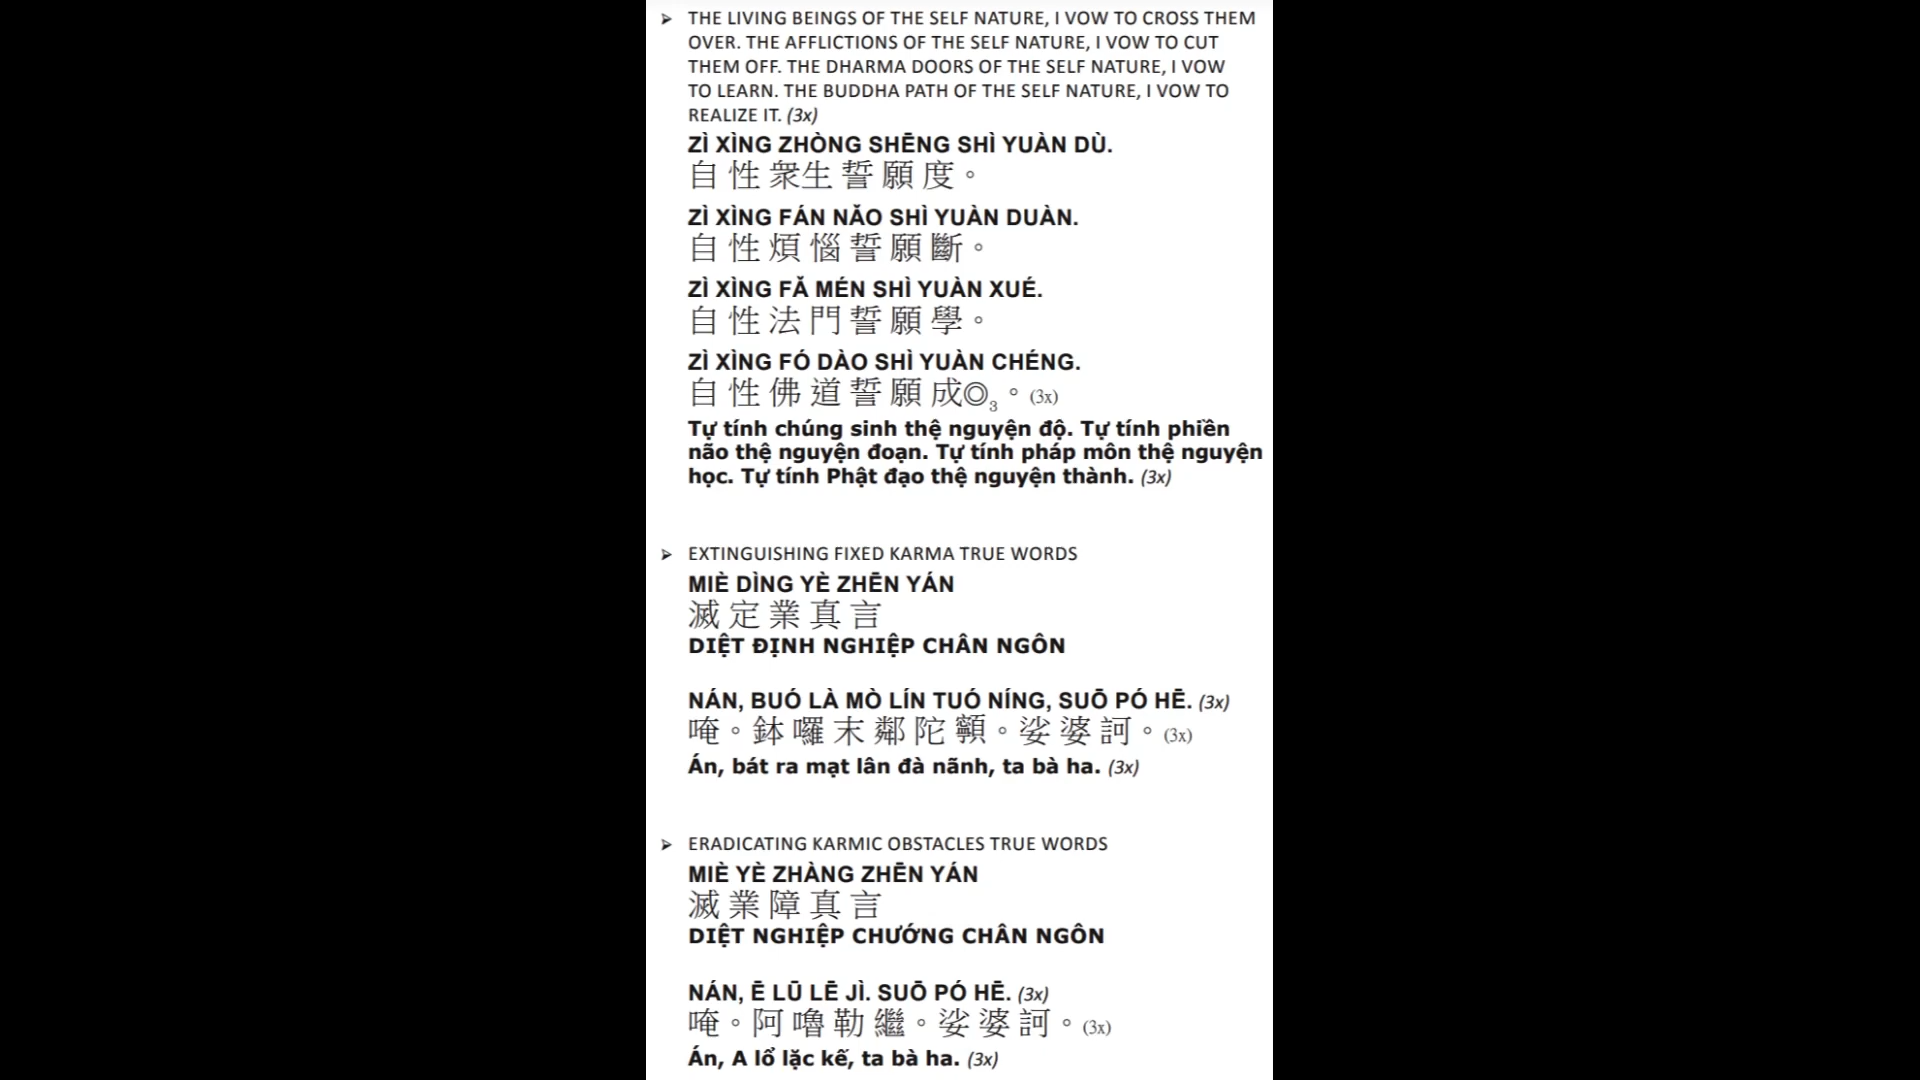 ➢ THE LIVING BEINGS OF THE SELF NATURE, I VOW TO CROSS THEM
OVER. THE AFFLICTIONS OF THE SELF NATURE, I VOW TO CUT
THEM OFF. THE DHARMA DOORS OF THE SELF NATURE, I VOW
TO LEARN. THE BUDDHA PATH OF THE SELF NATURE, I VOW TO
REALIZE IT. (3x)
ZÌ XÌNG ZHÒNG SHĒNG SHÌ YUÀN DÙ.
自性衆生誓願度。
ZÌ XÌNG FÁN NǍO SHÌ YUÀN DUÀN.
自性煩惱誓願斷。
ZÌ XÌNG FǍ MÉN SHÌ YUÀN XUÉ.
自性法門誓願學。
ZÌ XÌNG FÓ DÀO SHÌ YUÀN CHÉNG.
自性佛道誓願成◎3。(3x)
Tự tính chúng sinh thệ nguyện độ. Tự tính phiền
não thệ nguyện đoạn. Tự tính pháp môn thệ nguyện
học. Tự tính Phật đạo thệ nguyện thành. (3x)
➢ EXTINGUISHING FIXED KARMA TRUE WORDS
MIÈ DÌNG YÈ ZHĒN YÁN
滅定業真言
DIỆT ĐỊNH NGHIỆP CHÂN NGÔN
NÁN, BUÓ LÀ MÒ LÍN TUÓ NÍNG, SUŌ PÓ HĒ. (3x)
唵。鉢囉末鄰陀顐。娑婆訶。(3x)
Án, bát ra mạt lân đà nãnh, ta bà ha. (3x)
➢ ERADICATING KARMIC OBSTACLES TRUE WORDS
MIÈ YÈ ZHÀNG ZHĒN YÁN
滅業障真言
DIỆT NGHIỆP CHƯỚNG CHÂN NGÔN
NÁN, Ē LŪ LĒ JÌ. SUŌ PÓ HĒ. (3x)
唵。阿嚕勒繼。娑婆訶。(3x)
Án, A lổ lặc kế, ta bà ha. (3x)